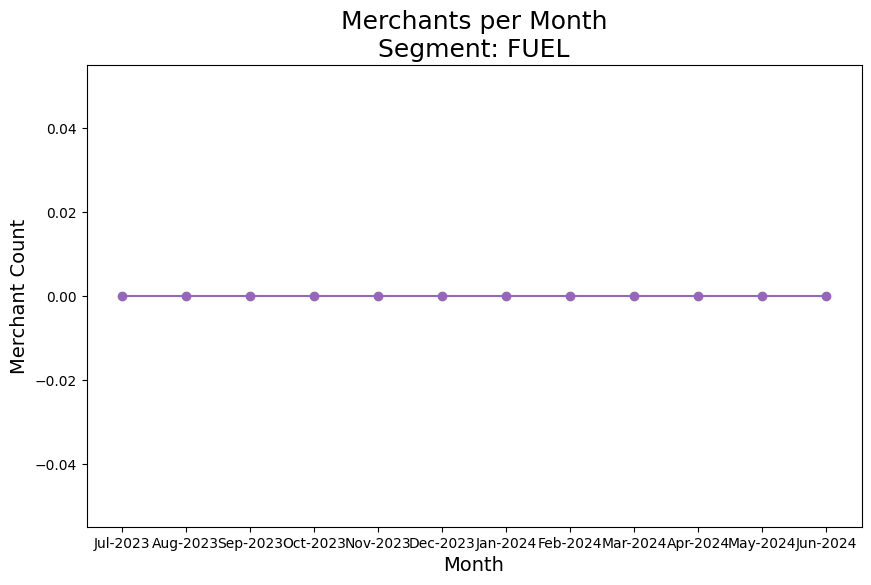 Merchants per Month
Segment: FUEL
Merchant Count
0.04
0.02
0.00
−0.02
−0.04
Jul-2023 Aug-2023 Sep-2023 Oct-2023 Nov-2023 Dec-2023 Jan-2024 Feb-2024 Mar-2024 Apr-2024 May-2024 Jun-2024
Month